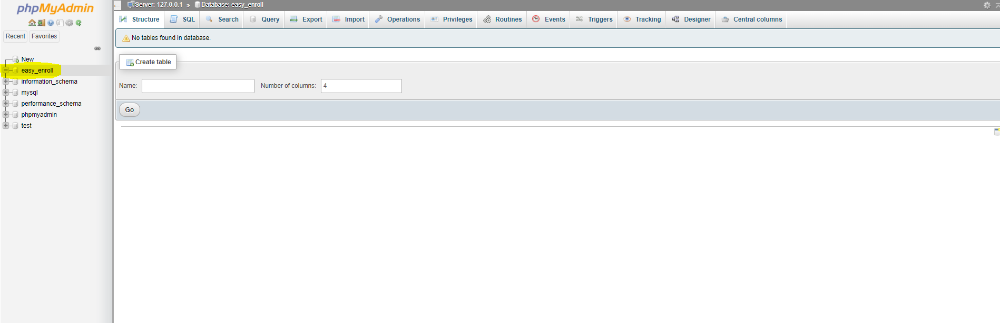 phpMyAdmin
Recent Favorites
New
easy_enroll
information_schema
mysql
performance_schema
phpmyadmin
test
Server: 127.0.0.1 » Database: easy_enroll
Structure SQL Search Query Export Import Operations Privileges Routines Events Triggers Tracking Designer Central columns
No tables found in database.
Create table
Name: Number of columns: 4
Go